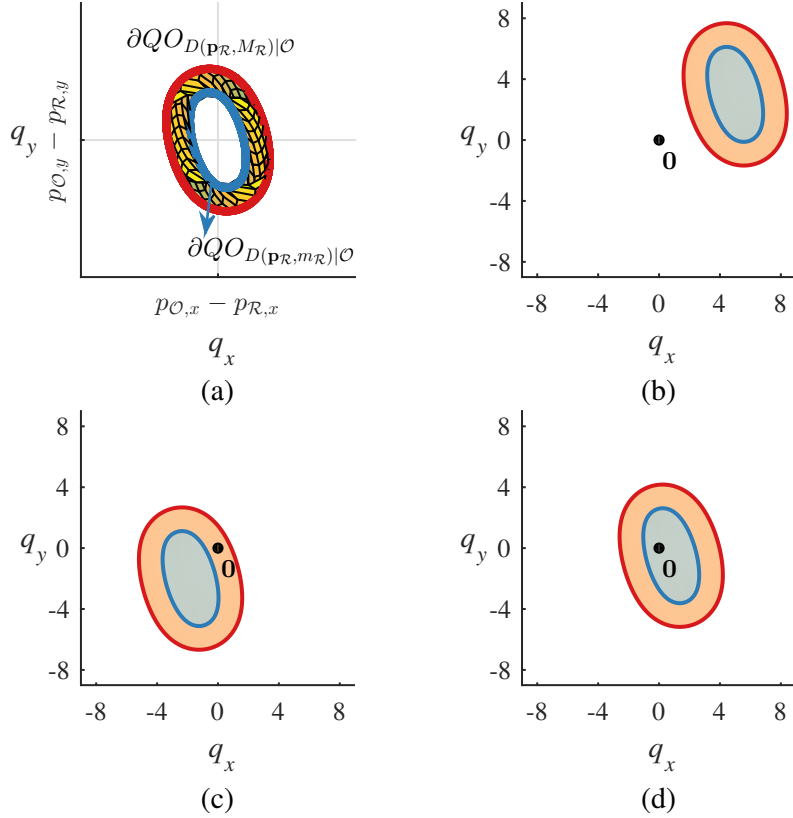 ∂QO_{D(𝐩_ℛ,M_ℛ)|𝒪}
q_y
p_{𝒪,y} − p_{ℛ,y}
∂QO_{D(𝐩_ℛ,m_ℛ)|𝒪}
p_{𝒪,x} − p_{ℛ,x}
q_x
(a)
8
4
q_y 0
-4
-8
𝟎
-8 -4 0 4 8
q_x
(b)
8
4
q_y 0
-4
-8
𝟎
-8 -4 0 4 8
q_x
(c)
8
4
q_y 0
-4
-8
𝟎
-8 -4 0 4 8
q_x
(d)